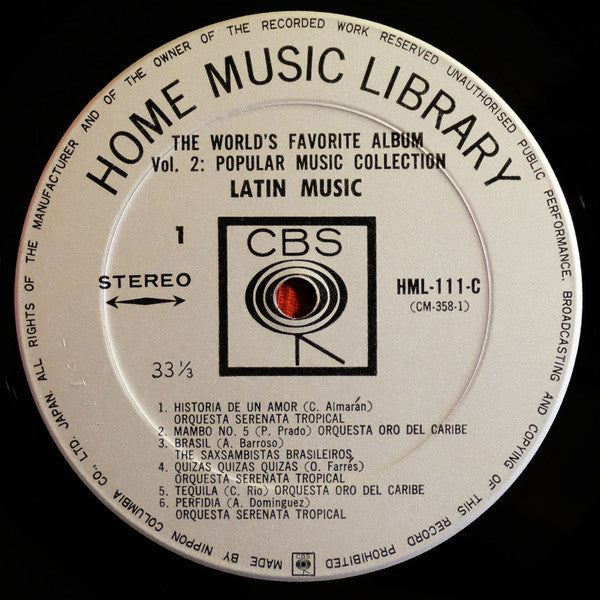 HOME MUSIC LIBRARY
THE WORLD'S FAVORITE ALBUM
Vol. 2: POPULAR MUSIC COLLECTION
LATIN MUSIC
1
CBS
STEREO
HML-111-C
(CM-358-1)
33 1/3
1. HISTORIA DE UN AMOR (C. Almarán)
ORQUESTA SERENATA TROPICAL
2. MAMBO NO. 5 (P. Prado) ORQUESTA ORO DEL CARIBE
3. BRASIL (A. Barroso)
THE SAXSAMBISTAS BRASILEIROS
4. QUIZAS QUIZAS QUIZAS (O. Farrés)
ORQUESTA SERENATA TROPICAL
5. TEQUILA (C. Rio) ORQUESTA ORO DEL CARIBE
6. PERFIDIA (A. Dominguez)
ORQUESTA SERENATA TROPICAL
MADE BY NIPPON COLUMBIA CO., LTD. JAPAN. ALL RIGHTS OF THE MANUFACTURER AND OF THE OWNER OF THE RECORDED WORK RESERVED UNAUTHORISED PUBLIC PERFORMANCE, BROADCASTING AND COPYING OF THIS RECORD PROHIBITED
CBS